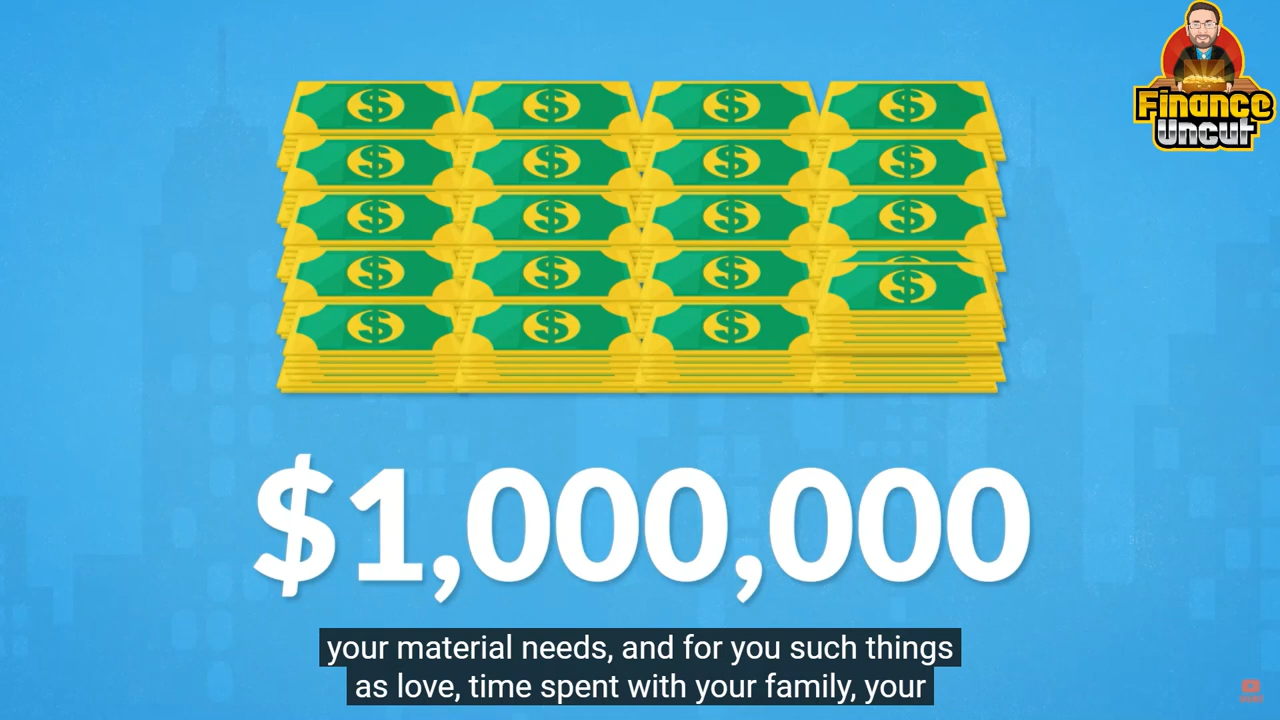 Finance
Uncut
$1,000,000
your material needs, and for you such things
as love, time spent with your family, your